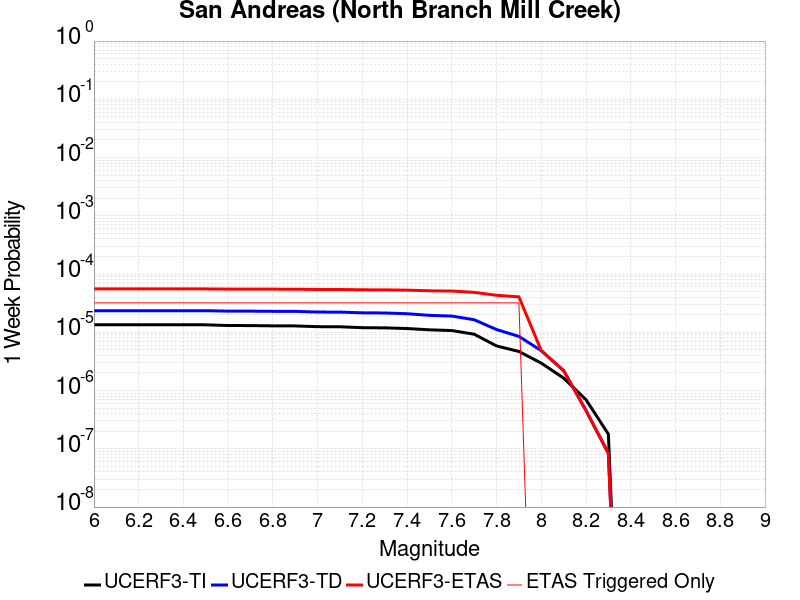 San Andreas (North Branch Mill Creek)
10 0
10 -1
10 -2
10 -3
10 -4
10 -5
10 -6
10 -7
10 -8
1 Week Probability
6 6.2 6.4 6.6 6.8 7 7.2 7.4 7.6 7.8 8 8.2 8.4 8.6 8.8 9
Magnitude
UCERF3-TI UCERF3-TD UCERF3-ETAS ETAS Triggered Only